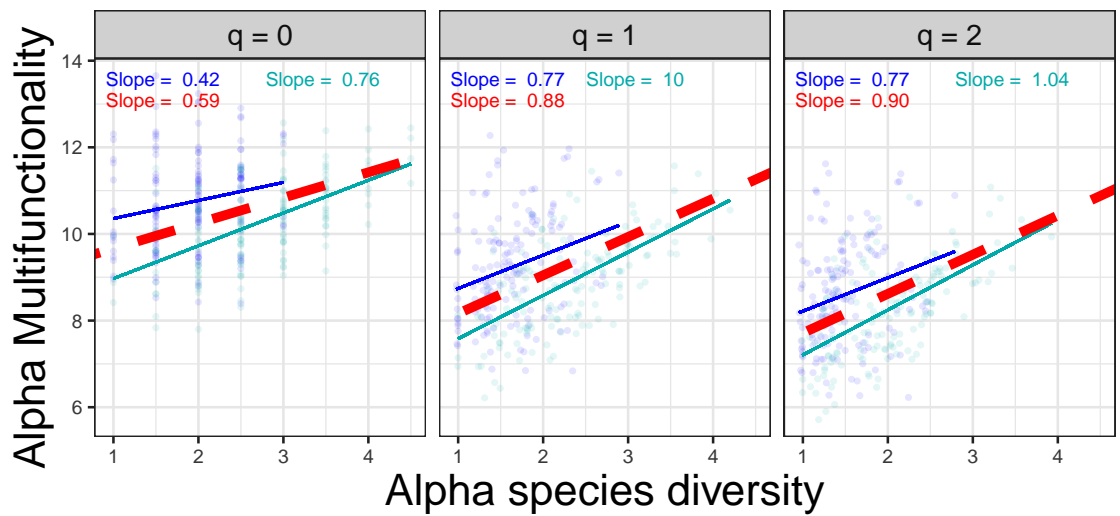 q = 0
q = 1
q = 2
Slope = 0.42
Slope = 0.76
Slope = 0.59
Slope = 0.77
Slope = 10
Slope = 0.88
Slope = 0.77
Slope = 1.04
Slope = 0.90
Alpha Multifunctionality
14
12
10
8
6
1 2 3 4
1 2 3 4
1 2 3 4
Alpha species diversity